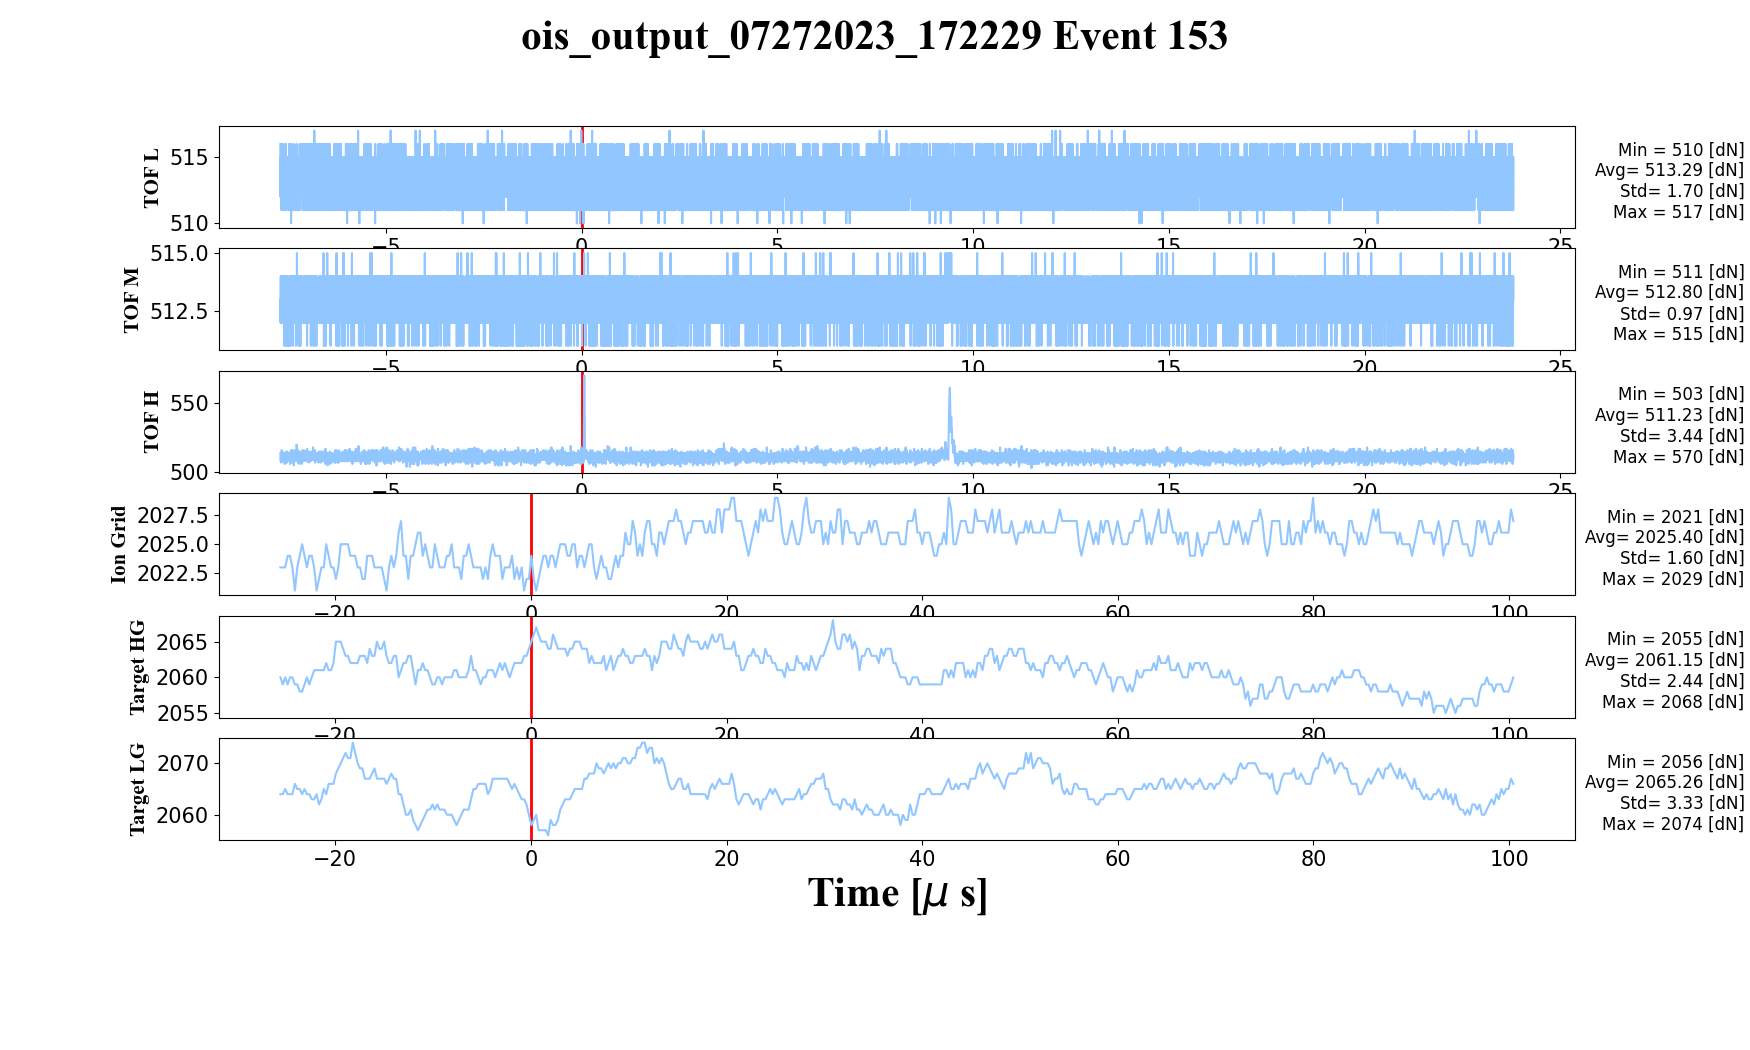 ois_output_07272023_172229 Event 153
TOF L
515
510
−5 0 5 10 15 20 25
Min = 510 [dN]
Avg= 513.29 [dN]
Std= 1.70 [dN]
Max = 517 [dN]
TOF M
515.0
512.5
−5 0 5 10 15 20 25
Min = 511 [dN]
Avg= 512.80 [dN]
Std= 0.97 [dN]
Max = 515 [dN]
TOF H
550
500
−5 0 5 10 15 20 25
Min = 503 [dN]
Avg= 511.23 [dN]
Std= 3.44 [dN]
Max = 570 [dN]
Ion Grid
2027.5
2025.0
2022.5
−20 0 20 40 60 80 100
Min = 2021 [dN]
Avg= 2025.40 [dN]
Std= 1.60 [dN]
Max = 2029 [dN]
Target HG
2065
2060
2055
−20 0 20 40 60 80 100
Min = 2055 [dN]
Avg= 2061.15 [dN]
Std= 2.44 [dN]
Max = 2068 [dN]
Target LG
2070
2060
−20 0 20 40 60 80 100
Min = 2056 [dN]
Avg= 2065.26 [dN]
Std= 3.33 [dN]
Max = 2074 [dN]
Time [μ s]